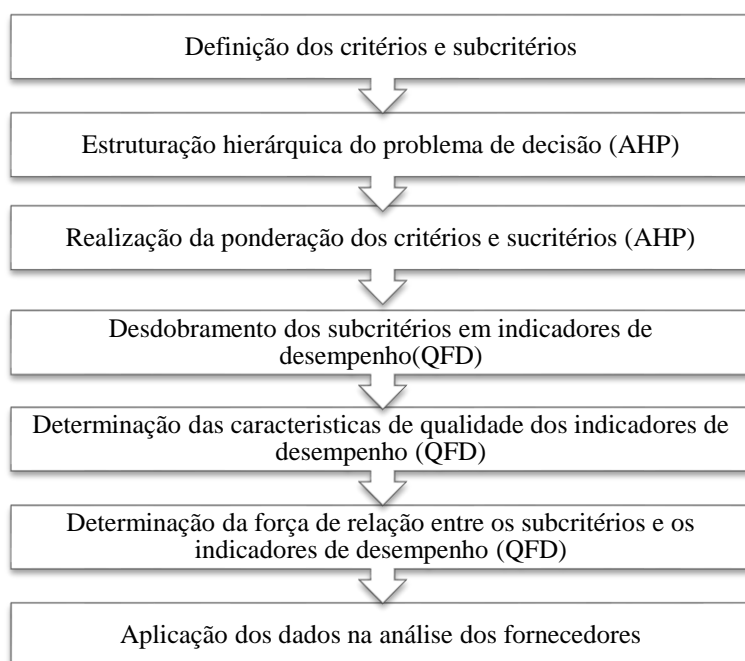 Definição dos critérios e subcritérios
Estruturação hierárquica do problema de decisão (AHP)
Realização da ponderação dos critérios e sucritérios (AHP)
Desdobramento dos subcritérios em indicadores de
desempenho(QFD)
Determinação das caracteristicas de qualidade dos indicadores de
desempenho (QFD)
Determinação da força de relação entre os subcritérios e os
indicadores de desempenho (QFD)
Aplicação dos dados na análise dos fornecedores